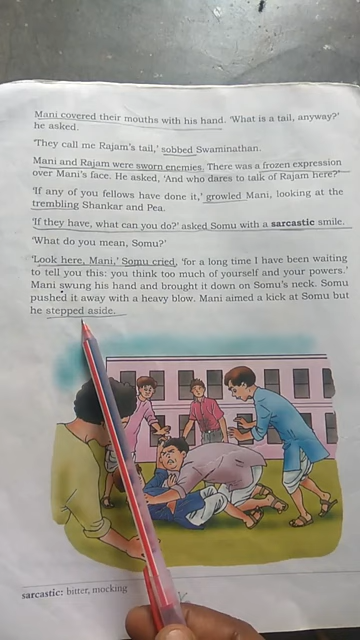 Mani covered their mouths with his hand. 'What is a tail, anyway?'
he asked.
'They call me Rajam's tail,' sobbed Swaminathan.
Mani and Rajam were sworn enemies. There was a frozen expression
over Mani's face. He asked, 'And who dares to talk of Rajam here?'
'If any of you fellows have done it,' growled Mani, looking at the
trembling Shankar and Pea.
'If they have, what can you do?' asked Somu with a sarcastic smile.
'What do you mean, Somu?'
'Look here, Mani,' Somu cried, 'for a long time I have been waiting
to tell you this: you think too much of yourself and your powers.'
Mani swung his hand and brought it down on Somu's neck. Somu
pushed it away with a heavy blow. Mani aimed a kick at Somu but
he stepped aside.
sarcastic: bitter, mocking